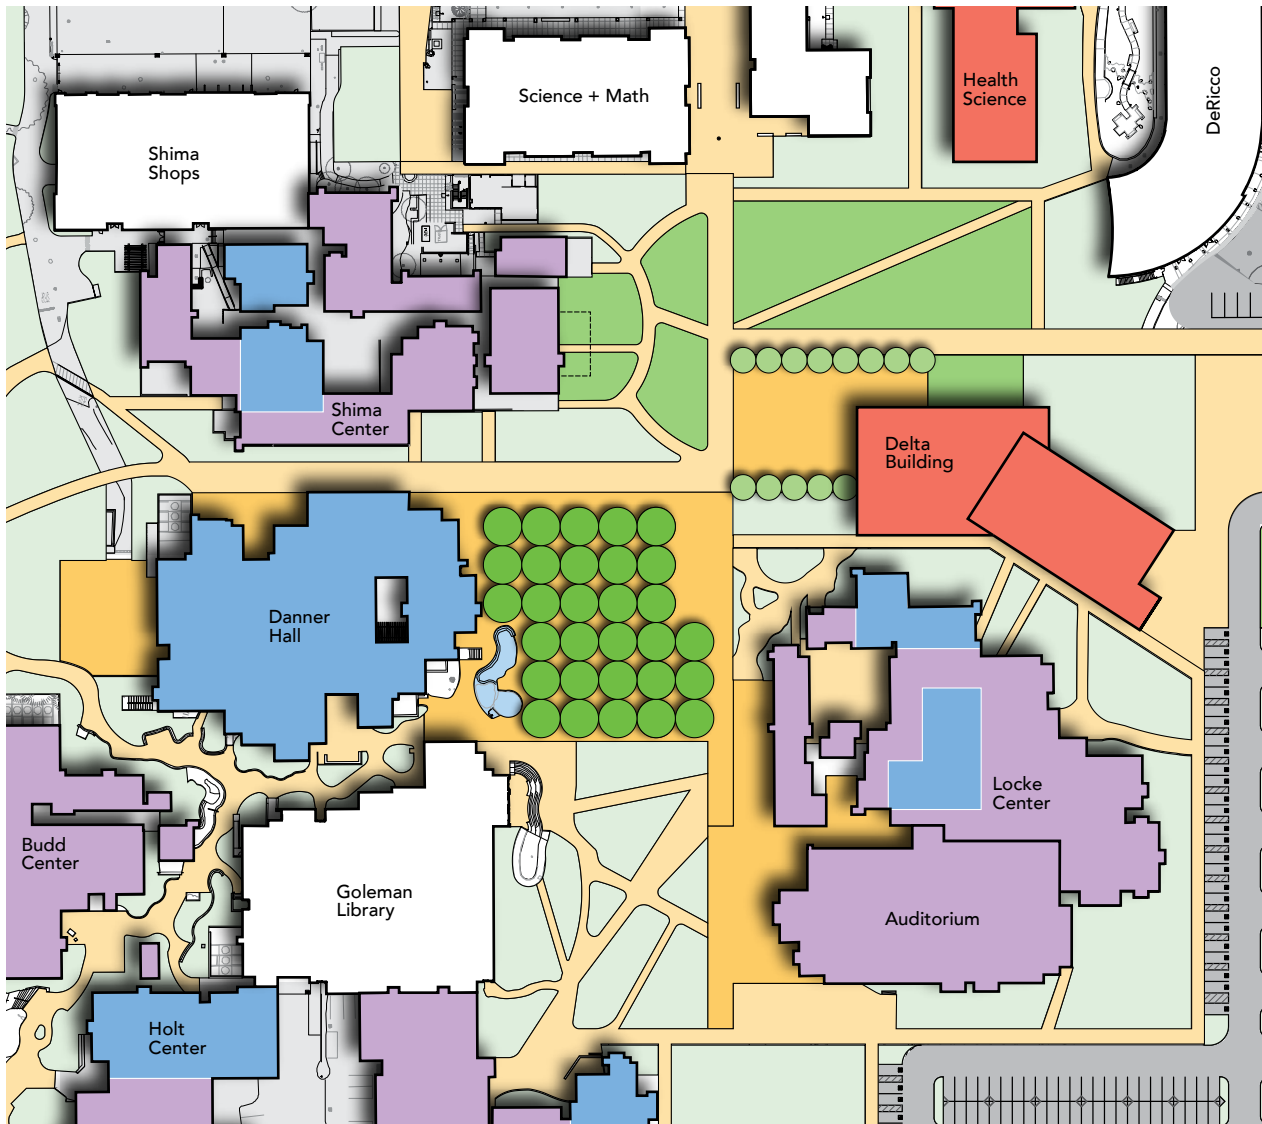 Science + Math
Health
Science
DeRicco
Shima
Shops
Shima
Center
Delta
Building
Danner
Hall
Locke
Center
Budd
Center
Goleman
Library
Auditorium
Holt
Center